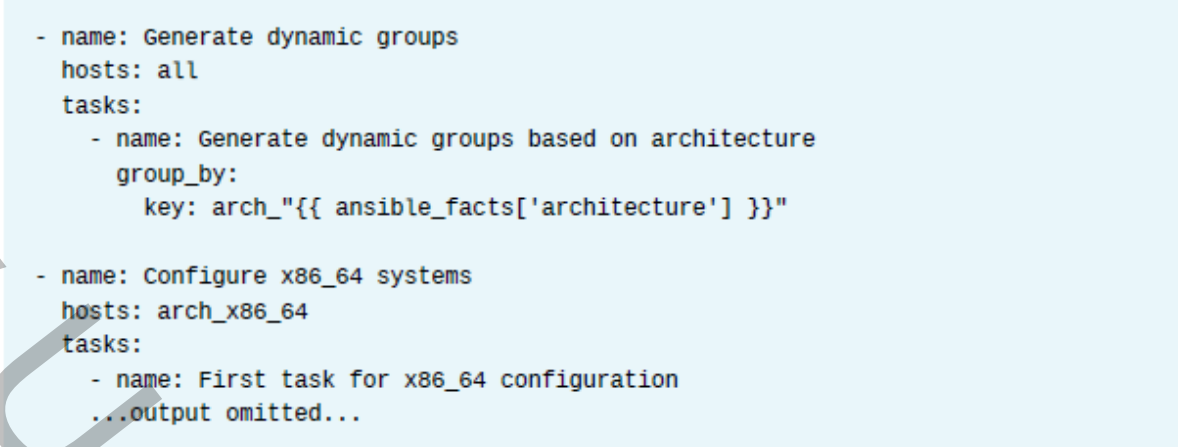 - name: Generate dynamic groups
  hosts: all
  tasks:
    - name: Generate dynamic groups based on architecture
      group_by:
        key: arch_"{{ ansible_facts['architecture'] }}"

- name: Configure x86_64 systems
  hosts: arch_x86_64
  tasks:
    - name: First task for x86_64 configuration
    ...output omitted...